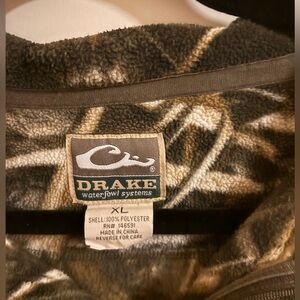 DRAKE
waterfowl systems
XL
SHELL: 100% POLYESTER
RN# 146591
MADE IN CHINA
REVERSE FOR CARE